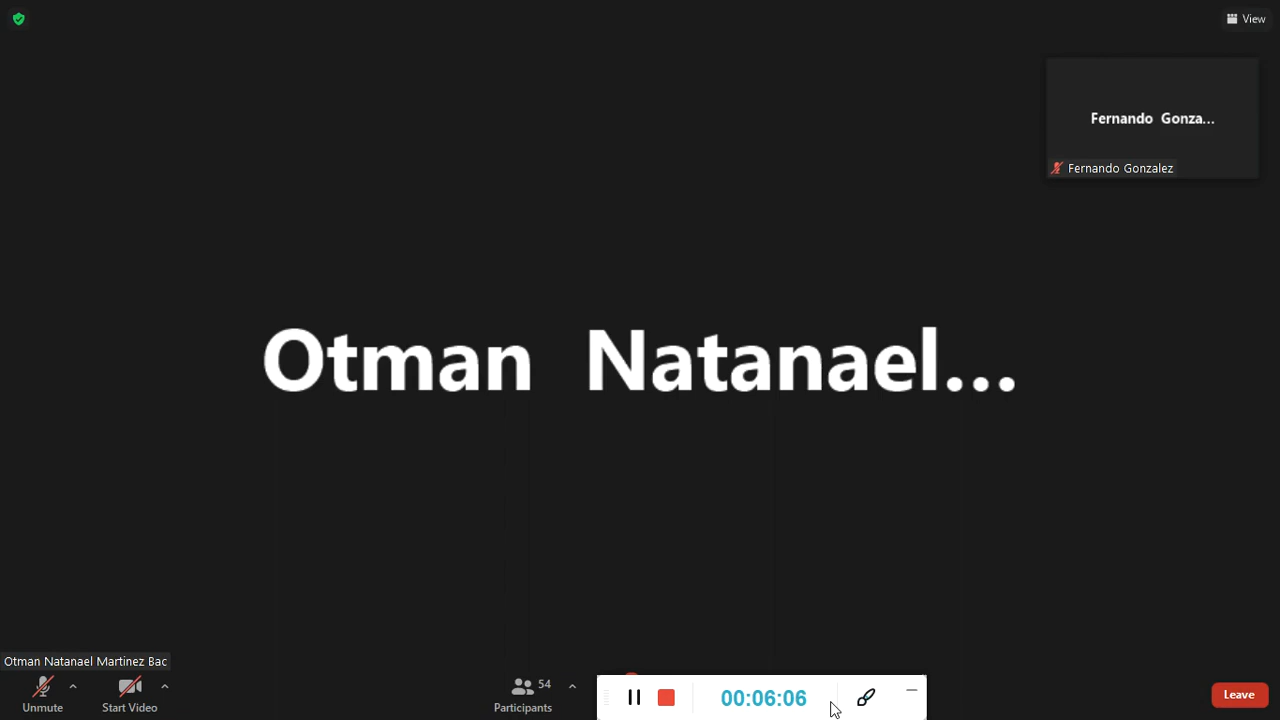 View
Fernando Gonza...
Fernando Gonzalez
Otman Natanael...
Otman Natanael Martinez Bac
Unmute
Start Video
54
Participants
00:06:06
Leave